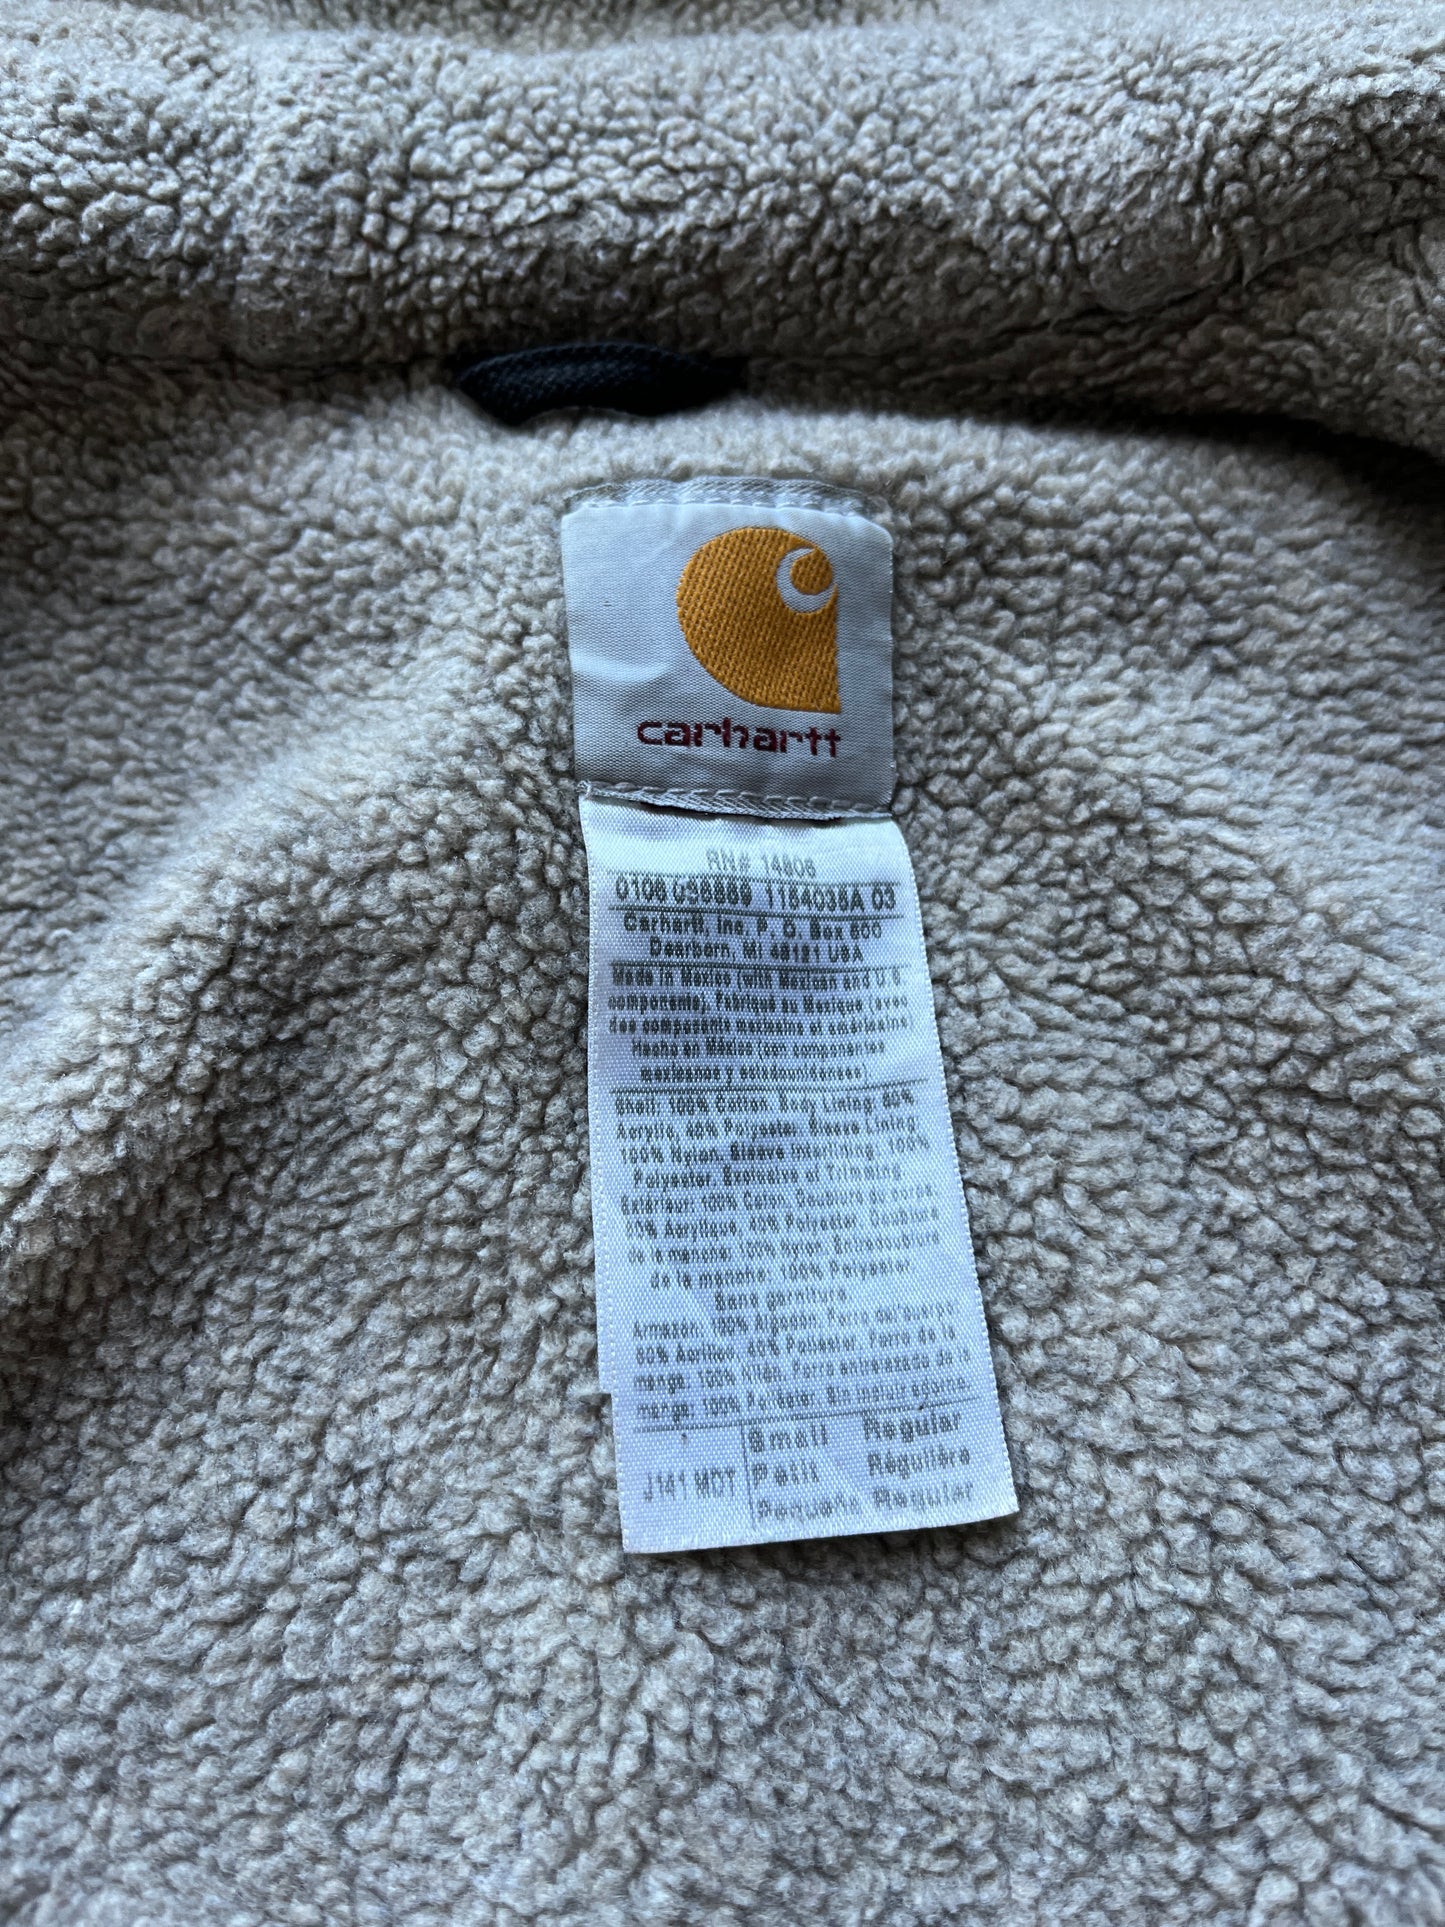 carhartt
RN# 14806
0106 036889 1154035A 03
Carhartt, Inc. P. O. Box 600
Dearborn, MI 48121 USA
Made in Mexico (with Mexican and U S
components). Fabriqué au Mexique (avec
des composants mexicains et américains)
Hecho en México (con componentes
mexicanos y estadounidenses)
Shell: 100% Cotton. Body Lining: 60%
Acrylic, 40% Polyester. Sleeve Lining
100% Nylon. Sleeve Interlining: 100%
Polyester. Exclusive of Trimming
Extérieur: 100% Coton. Doublure du corps:
60% Acrylique, 40% Polyester. Doublure
de la manche: 100% Nylon. Entredoublure
de la manche: 100% Polyester
Sans garniture.
Armazón: 100% Algodón. Forro del cuerpo:
60% Acrílico, 40% Poliester. Forro de la
manga: 100% Nilón. Forro entrelazado de la
manga: 100% Poliéster. Sin incluir adorno.
Small Regular
J141 MDT Petit Régulière
Pequeño Regular